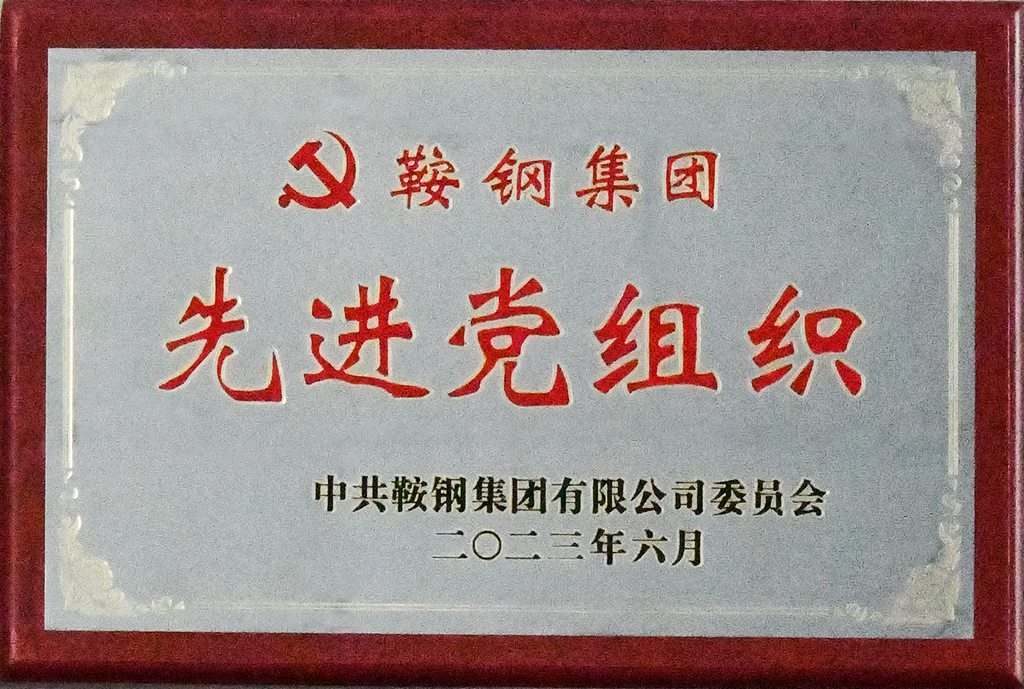 鞍钢集团
先进党组织
中共鞍钢集团有限公司委员会
二〇二三年六月